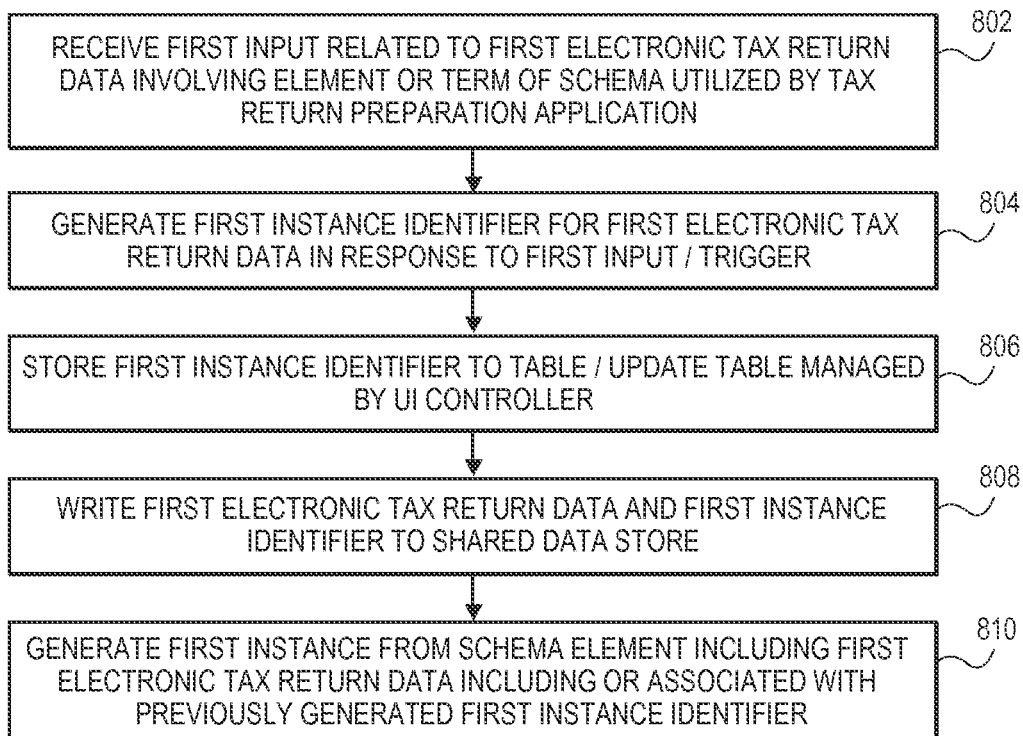 802
RECEIVE FIRST INPUT RELATED TO FIRST ELECTRONIC TAX RETURN
DATA INVOLVING ELEMENT OR TERM OF SCHEMA UTILIZED BY TAX
RETURN PREPARATION APPLICATION
804
GENERATE FIRST INSTANCE IDENTIFIER FOR FIRST ELECTRONIC TAX
RETURN DATA IN RESPONSE TO FIRST INPUT / TRIGGER
806
STORE FIRST INSTANCE IDENTIFIER TO TABLE / UPDATE TABLE MANAGED
BY UI CONTROLLER
808
WRITE FIRST ELECTRONIC TAX RETURN DATA AND FIRST INSTANCE
IDENTIFIER TO SHARED DATA STORE
810
GENERATE FIRST INSTANCE FROM SCHEMA ELEMENT INCLUDING FIRST
ELECTRONIC TAX RETURN DATA INCLUDING OR ASSOCIATED WITH
PREVIOUSLY GENERATED FIRST INSTANCE IDENTIFIER